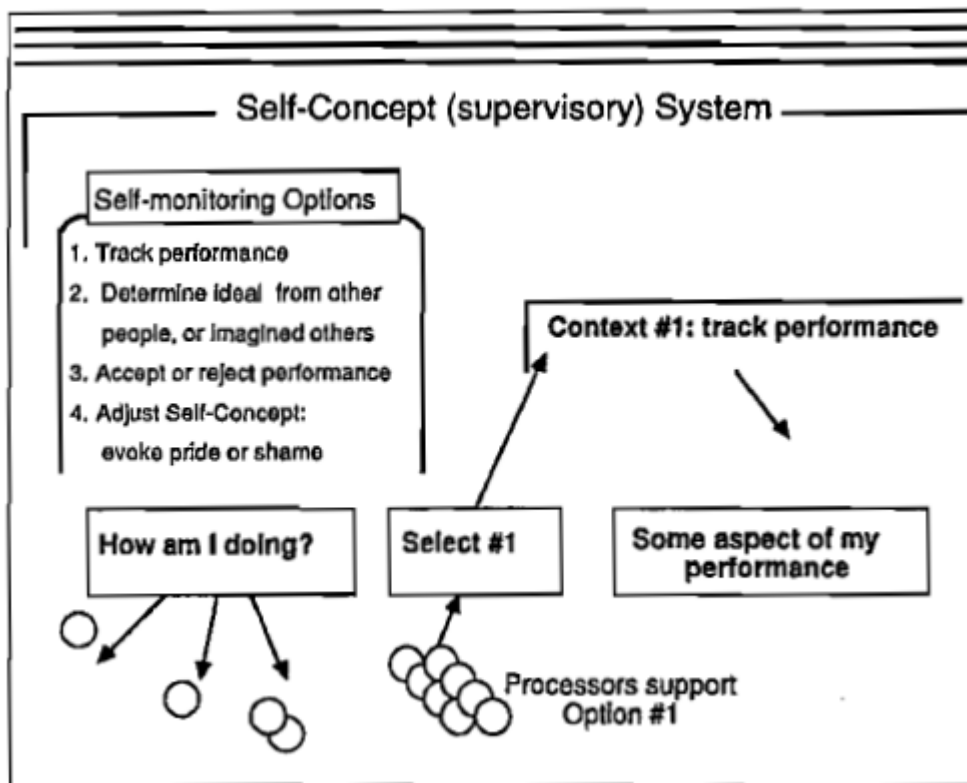 Self-Concept (supervisory) System
Self-monitoring Options
1. Track performance
2. Determine ideal from other
people, or imagined others
3. Accept or reject performance
4. Adjust Self-Concept:
evoke pride or shame
Context #1: track performance
How am I doing?
Select #1
Some aspect of my
performance
Processors support
Option #1